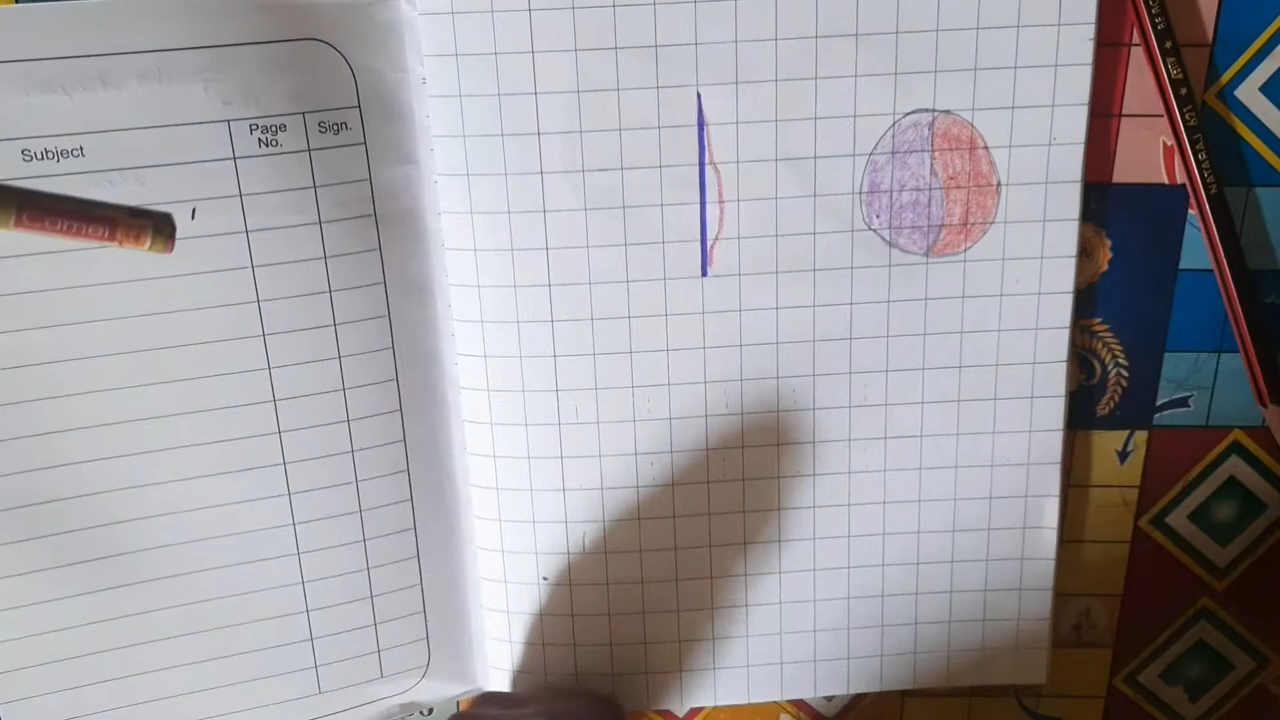 Subject
Page
No.
Sign.
Camel
NATARAJ 621 ★